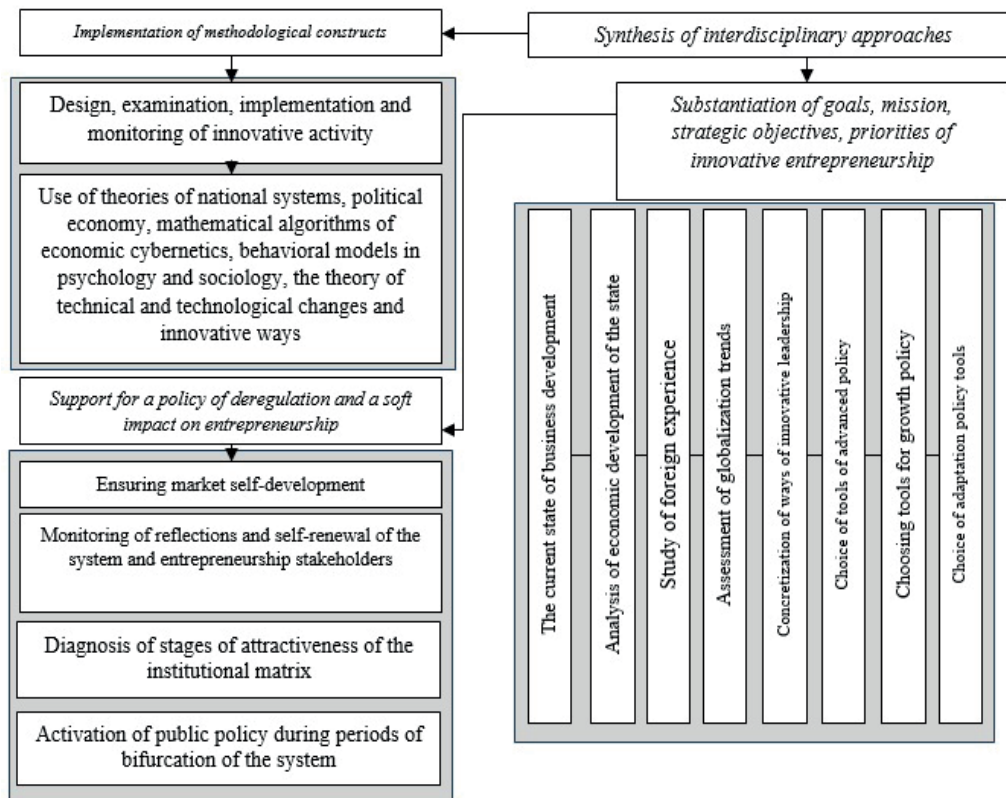 Implementation of methodological constructs
Synthesis of interdisciplinary approaches
Design, examination, implementation and
monitoring of innovative activity
Substantiation of goals, mission,
strategic objectives, priorities of
innovative entrepreneurship
Use of theories of national systems, political
economy, mathematical algorithms of
economic cybernetics, behavioral models in
psychology and sociology, the theory of
technical and technological changes and
innovative ways
Support for a policy of deregulation and a soft
impact on entrepreneurship
Ensuring market self-development
Monitoring of reflections and self-renewal of the
system and entrepreneurship stakeholders
Diagnosis of stages of attractiveness of the
institutional matrix
Activation of public policy during periods of
bifurcation of the system
The current state of business development
Analysis of economic development of the state
Study of foreign experience
Assessment of globalization trends
Concretization of ways of innovative leadership
Choice of tools of advanced policy
Choosing tools for growth policy
Choice of adaptation policy tools